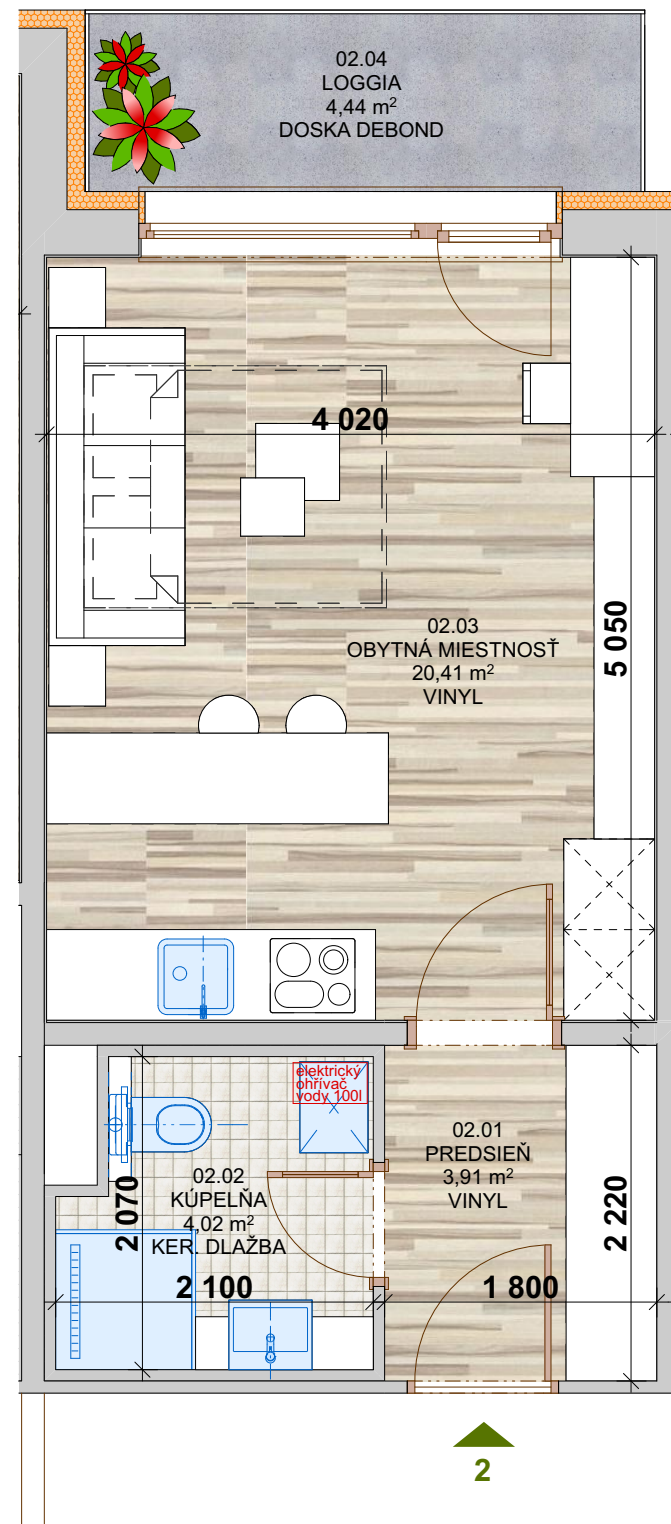 02.04
LOGGIA
4,44 m²
DOSKA DEBOND
4 020
02.03
OBYTNÁ MIESTNOSŤ
20,41 m²
VINYL
5 050
elektrický
ohřívač
vody 100l
02.01
PREDSIEŇ
3,91 m²
VINYL
02.02
KÚPEĽŇA
4,02 m²
KER. DLAŽBA
2 070
2 220
2 100
1 800
2